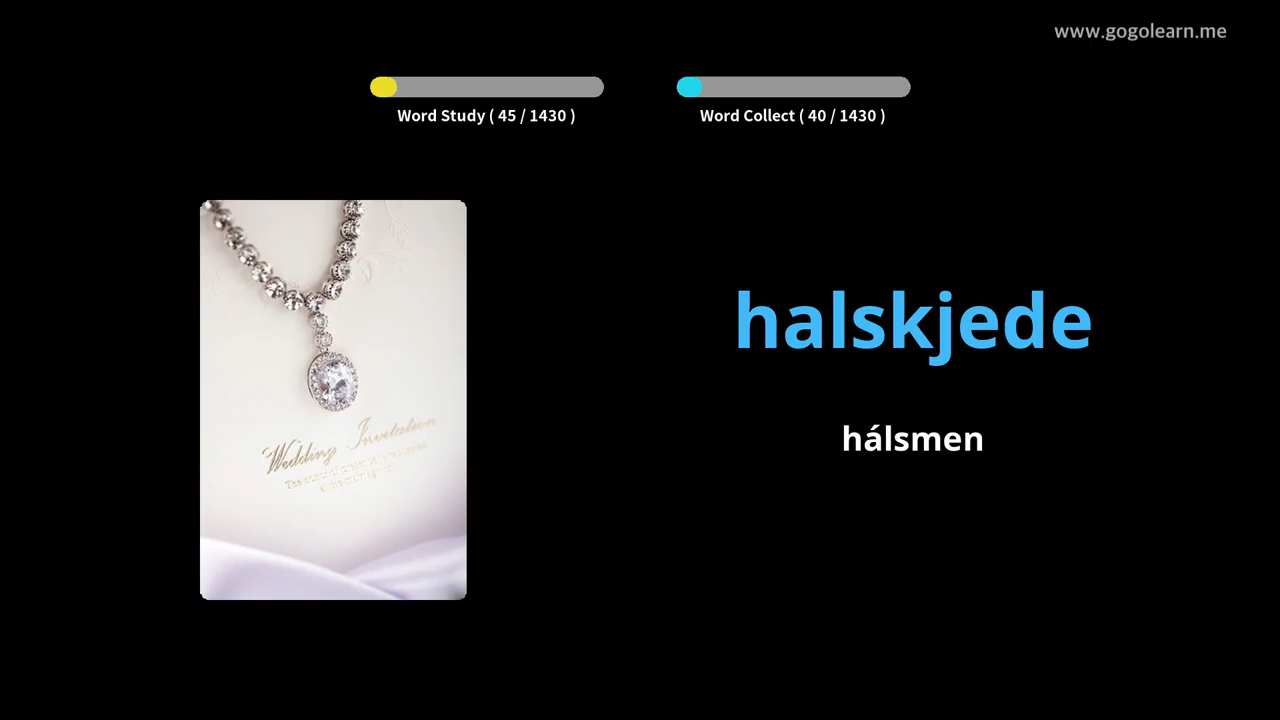 www.gogolearn.me
Word Study ( 45 / 1430 )
Word Collect ( 40 / 1430 )
halskjede
hálsmen
Wedding Invitation